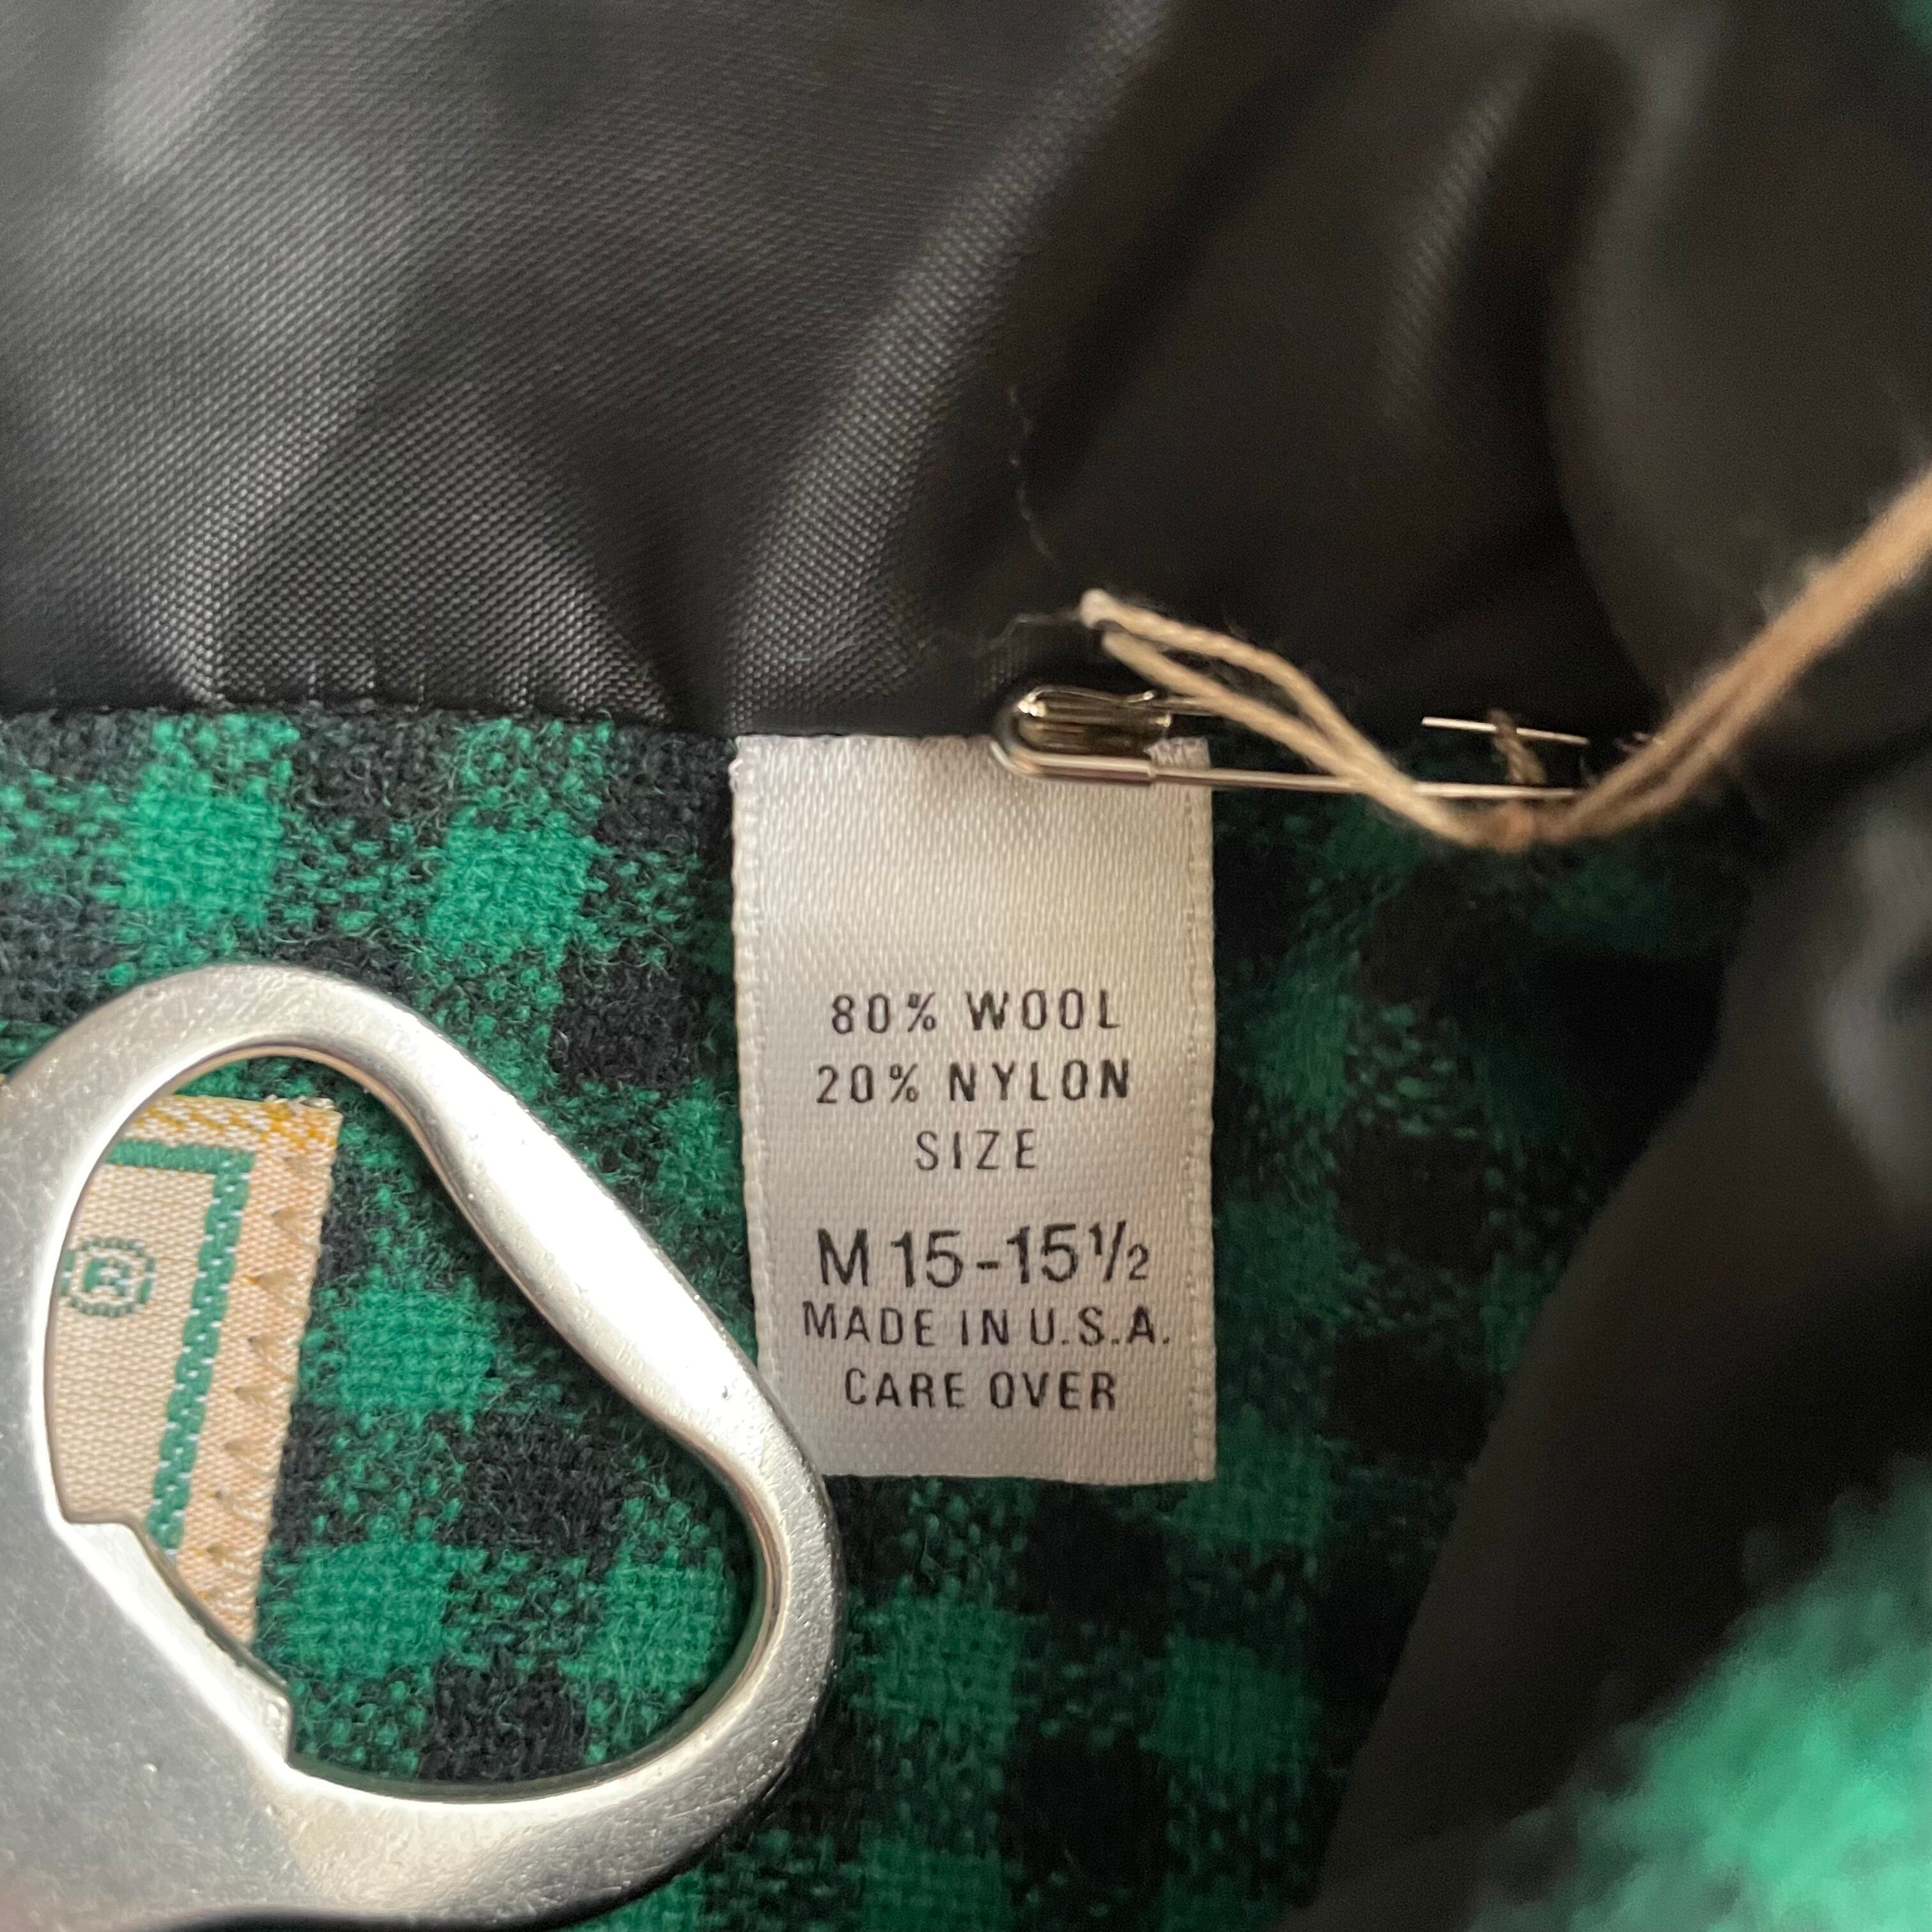 80% WOOL
20% NYLON
SIZE
M 15-15½
MADE IN U.S.A.
CARE OVER
®